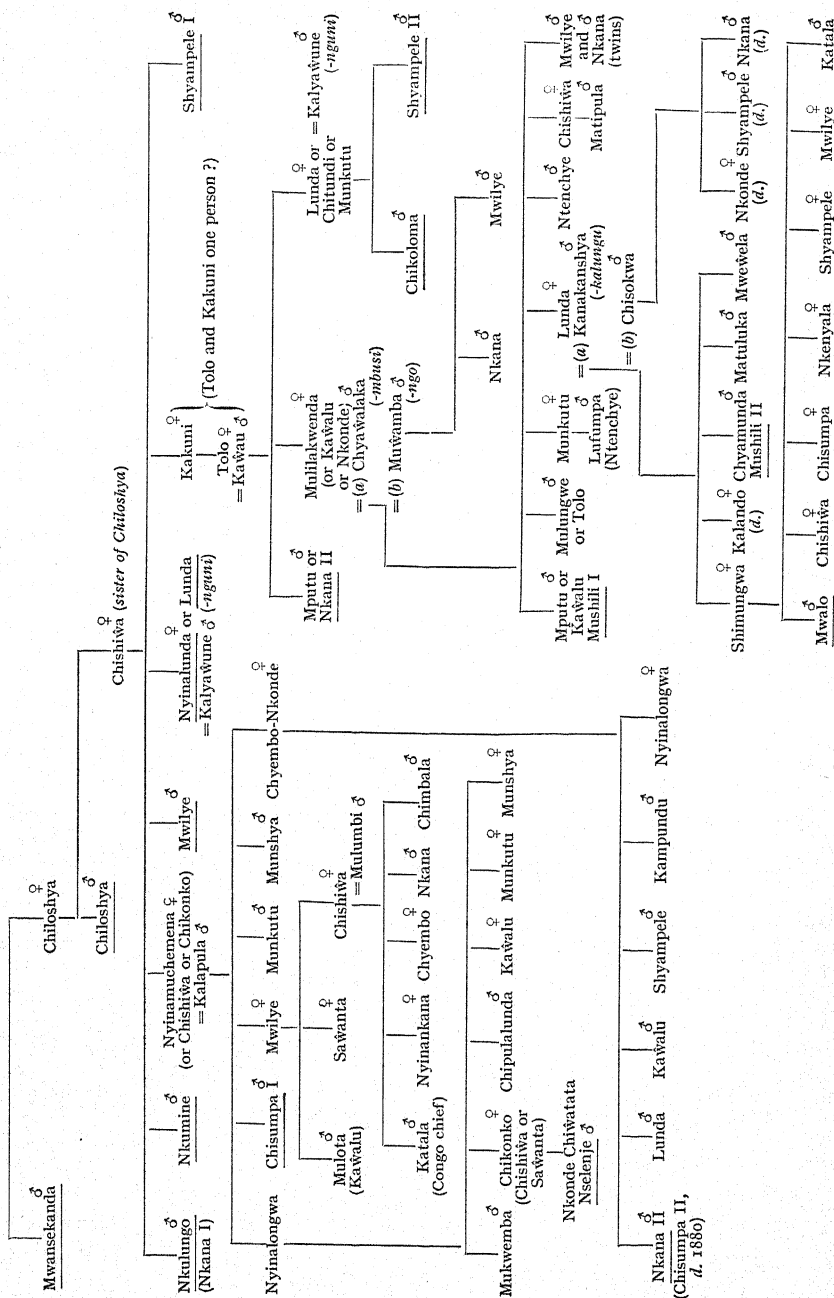 Mwansekanda ♂
Chiloshya ♀
Chiloshya ♂
Chishiŵa ♀ (sister of Chiloshya)
Nkulungo ♂
(Nkana I)
Nkumine ♂
Nyinamuchemena ♀
(or Chishiŵa or Chikonko)
= Kalapula ♂
Mwilye ♂
Nyinalunda or Lunda ♀
= Kalyaŵune ♂ (-nguni)
Kakuni ♀
Tolo ♀
= Kaŵau ♂
(Tolo and Kakuni one person ?)
Shyampele I ♂
Nyinalongwa
Chisumpa I ♂
Mwilye ♀
Munkutu ♂
Munshya ♂
Chyembo-Nkonde ♀
Mputu or ♂
Nkana II
Mulilakwenda ♀
(or Kaŵalu
or Nkonde)
= (a) Chyaŵalaka ♂
(-mbusi)
= (b) Muŵamba ♂
(-ngo)
Lunda or ♀
Chitundi or
Munkutu
= Kalyaŵune ♂
(-nguni)
Mulota ♂
(Kaŵalu)
Saŵanta ♀
Chishiŵa ♀
= Mulumbi ♂
Chikoloma ♂
Shyampele II ♂
Katala ♂
(Congo chief)
Nyinankana ♀
Chyembo ♀
Nkana ♂
Chimbala ♂
Nkana ♂
Mwilye ♂
Mukwemba ♂
Chikonko ♀
(Chishiŵa or
Saŵanta)
Chipulalunda ♂
Kaŵalu ♀
Munkutu ♀
Munshya ♀
Nkonde Chiŵatata
Nselenje ♂
Mputu or ♂
Kaŵalu
Mushili I
Mulungwe ♂
or Tolo
Munkutu ♀
Lufumpa ♂
(Ntenchye)
Lunda ♀
= (a) Kanakanshya ♂
(-kalungu)
= (b) Chisokwa ♂
Ntenchye ♂
Chishiŵa ♀
Matipula ♂
Mwilye ♂
and
Nkana ♂
(twins)
Nkana II ♂
(Chisumpa II,
d. 1880)
Lunda ♂
Kaŵalu ♂
Shyampele ♂
Kampundu ♂
Nyinalongwa ♀
Shimungwa ♀
Kalando ♀
(d.)
Chyamunda ♂
Mushili II
Matuluka ♂
Mweŵela ♂
Nkonde ♀
(d.)
Shyampele ♂
(d.)
Nkana ♂
(d.)
Mwalo ♂
Chishiŵa ♀
Chisumpa ♀
Nkenyala ♀
Shyampele ♀
Mwilye ♀
Katala ♂